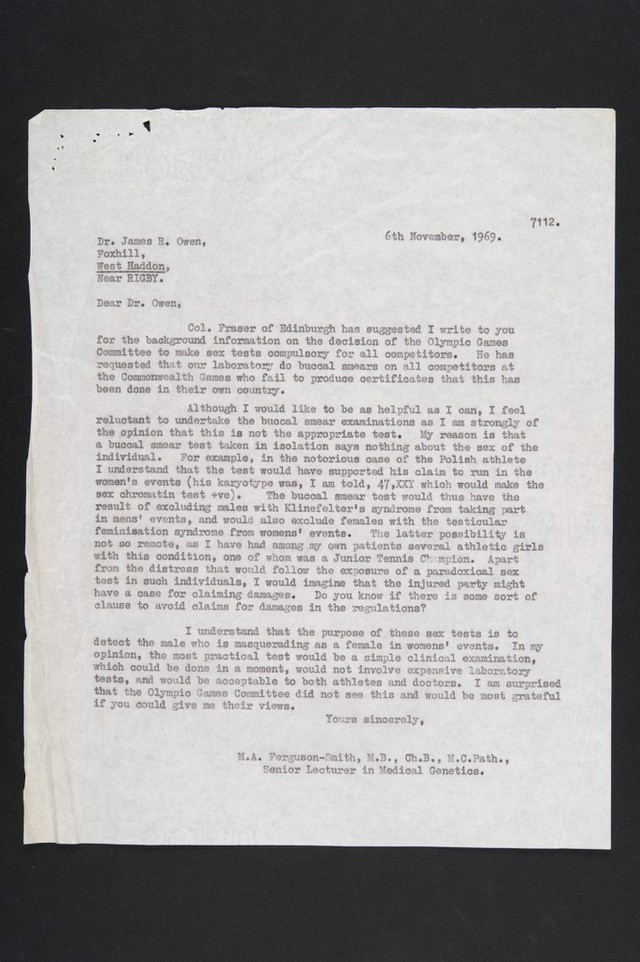 7112.
6th November, 1969.
Dr. James R. Owen,
Foxhill,
West Haddon,
Near RIGBY.
Dear Dr. Owen,
Col. Fraser of Edinburgh has suggested I write to you
for the background information on the decision of the Olympic Games
Committee to make sex tests compulsory for all competitors. He has
requested that our laboratory do buccal smears on all competitors at
the Commonwealth Games who fail to produce certificates that this has
been done in their own country.
Although I would like to be as helpful as I can, I feel
reluctant to undertake the buccal smear examinations as I am strongly of
the opinion that this is not the appropriate test. My reason is that
a buccal smear test taken in isolation says nothing about the sex of the
individual. For example, in the notorious case of the Polish athlete
I understand that the test would have supported his claim to run in the
women's events (his karyotype was, I am told, 47,XXY which would make the
sex chromatin test +ve). The buccal smear test would thus have the
result of excluding males with Klinefelter's syndrome from taking part
in mens' events, and would also exclude females with the testicular
feminisation syndrome from womens' events. The latter possibility is
not so remote, as I have had among my own patients several athletic girls
with this condition, one of whom was a Junior Tennis Champion. Apart
from the distress that would follow the exposure of a paradoxical sex
test in such individuals, I would imagine that the injured party might
have a case for claiming damages. Do you know if there is some sort of
clause to avoid claims for damages in the regulations?
I understand that the purpose of these sex tests is to
detect the male who is masquerading as a female in womens' events. In my
opinion, the most practical test would be a simple clinical examination,
which could be done in a moment, would not involve expensive laboratory
tests, and would be acceptable to both athletes and doctors. I am surprised
that the Olympic Games Committee did not see this and would be most grateful
if you could give me their views.
Yours sincerely,
M.A. Ferguson-Smith, M.B., Ch.B., M.C.Path.,
Senior Lecturer in Medical Genetics.